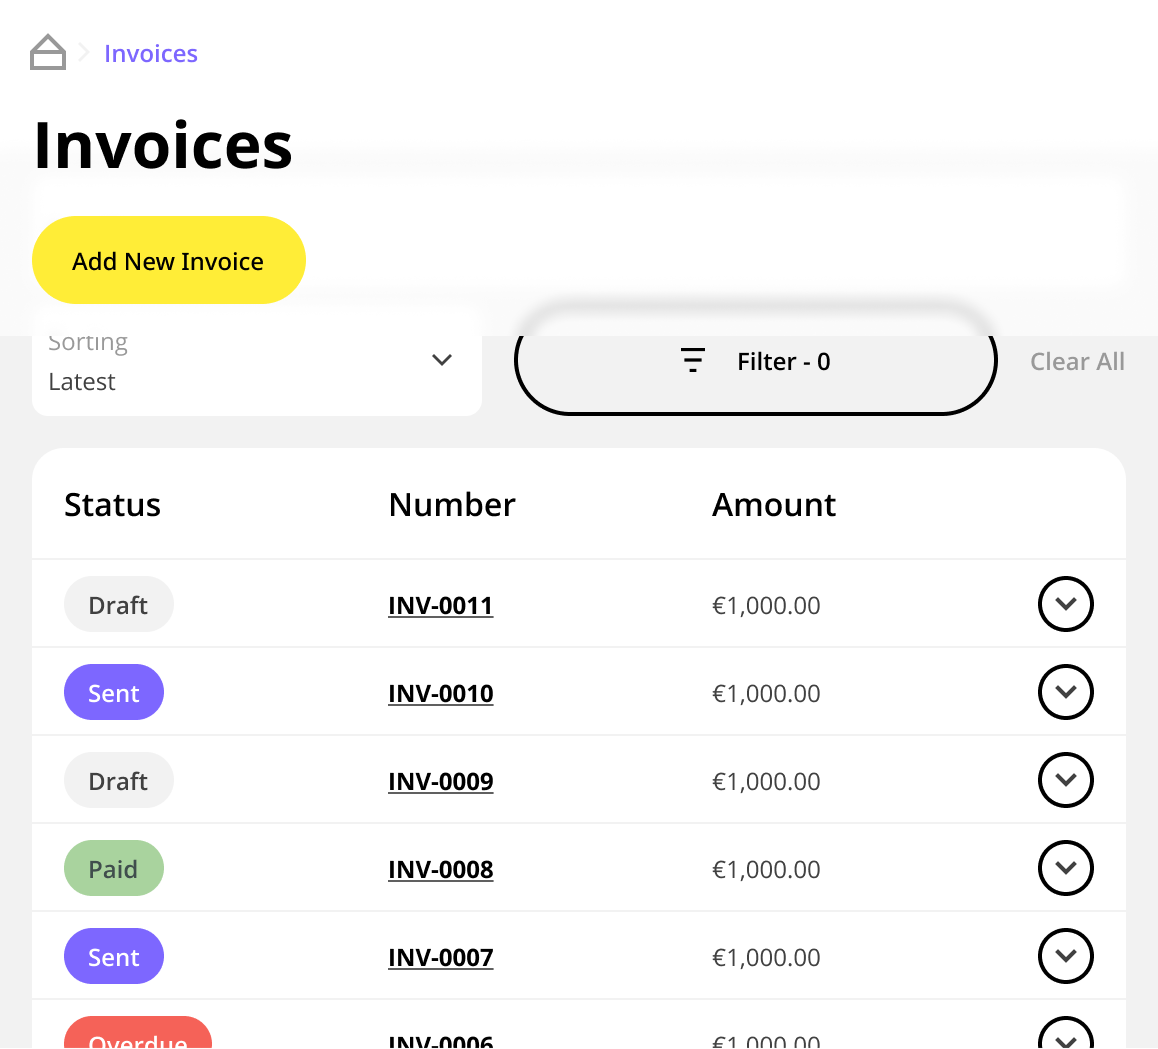 Invoices
Invoices
Add New Invoice
Sorting
Latest
Filter - 0
Clear All
Status Number Amount
Draft INV-0011 €1,000.00
Sent INV-0010 €1,000.00
Draft INV-0009 €1,000.00
Paid INV-0008 €1,000.00
Sent INV-0007 €1,000.00
Overdue INV-0006 €1,000.00